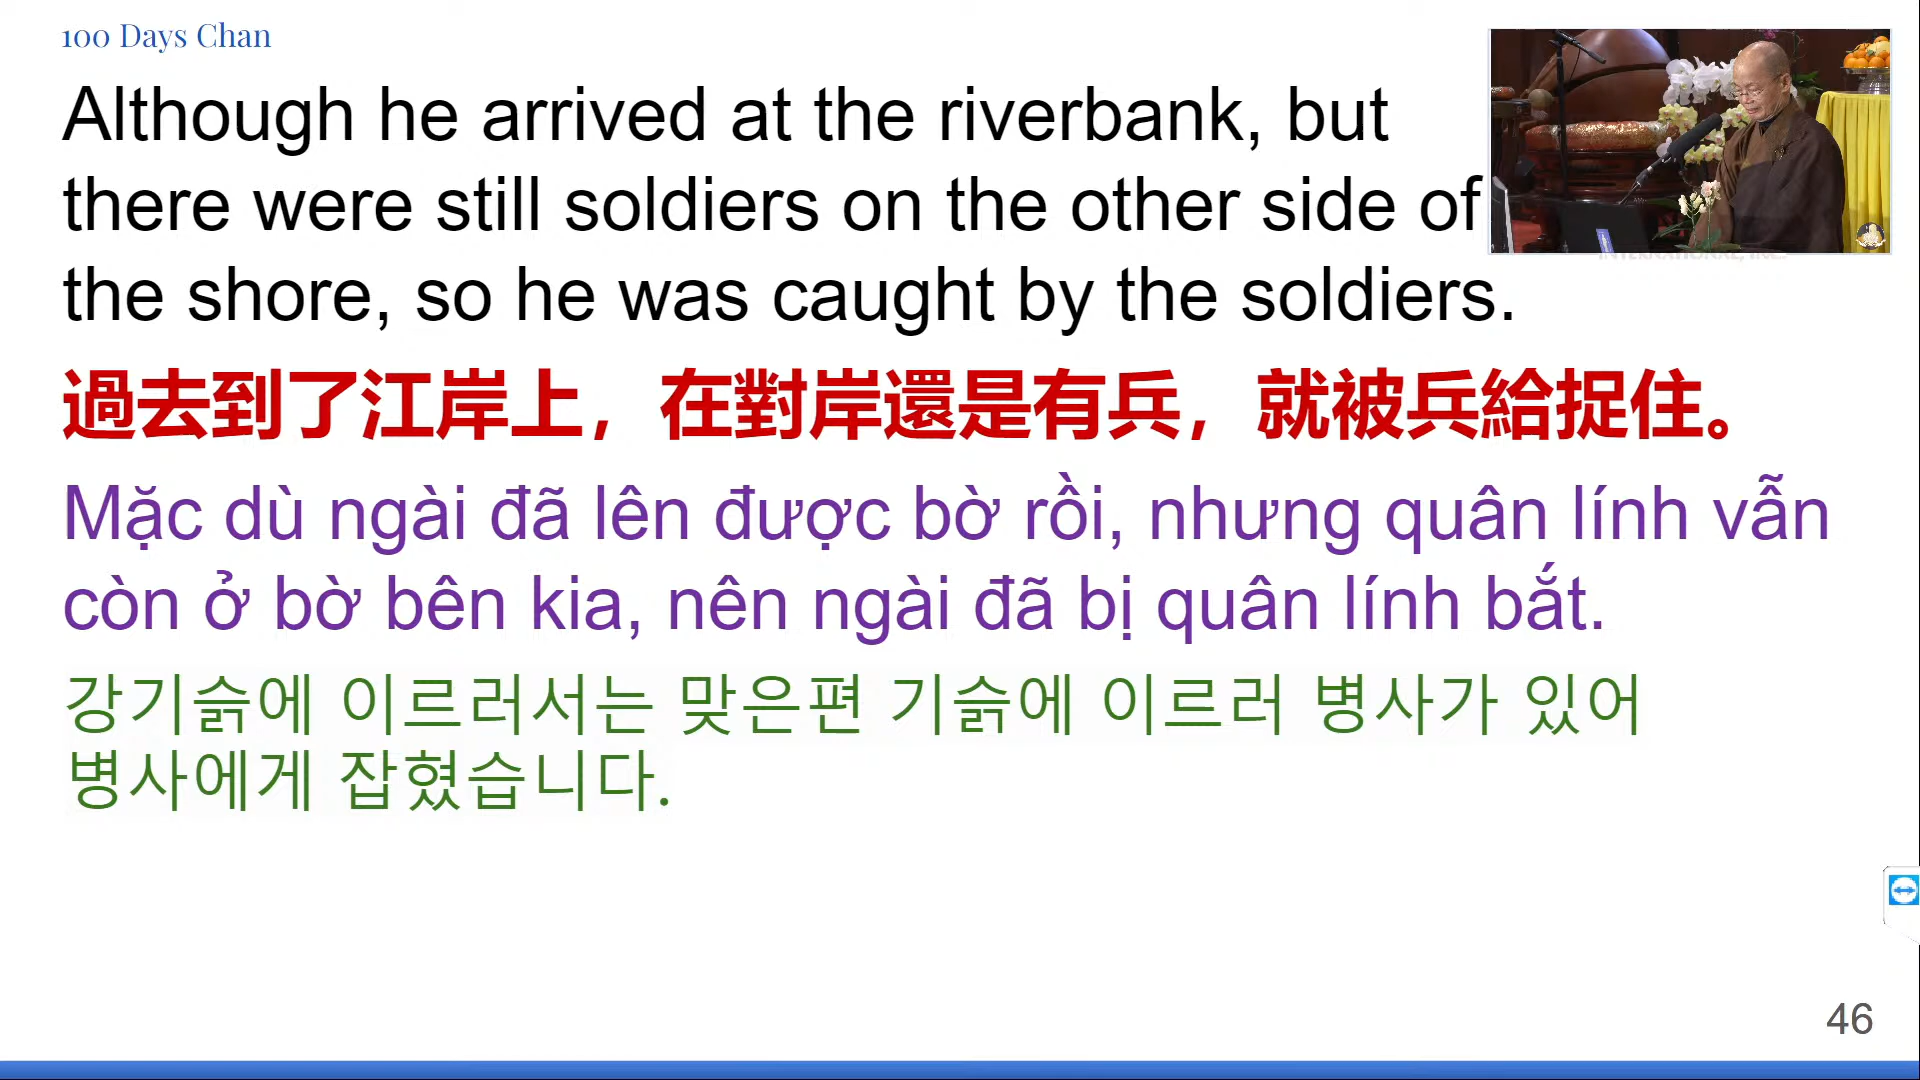 100 Days Chan
Although he arrived at the riverbank, but
there were still soldiers on the other side of
the shore, so he was caught by the soldiers.
過去到了江岸上，在對岸還是有兵，就被兵給捉住。
Mặc dù ngài đã lên được bờ rồi, nhưng quân lính vẫn
còn ở bờ bên kia, nên ngài đã bị quân lính bắt.
강기슭에 이르러서는 맞은편 기슭에 이르러 병사가 있어
병사에게 잡혔습니다.
46